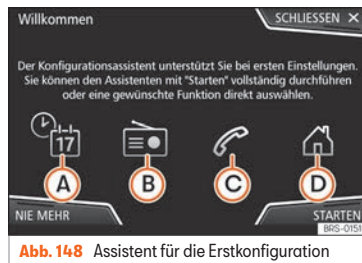 Willkommen
SCHLIESSEN ×
Der Konfigurationsassistent unterstützt Sie bei ersten Einstellungen.
Sie können den Assistenten mit "Starten" vollständig durchführen
oder eine gewünschte Funktion direkt auswählen.
17
A
B
C
D
NIE MEHR
STARTEN
BRS-0151
Abb. 148 Assistent für die Erstkonfiguration